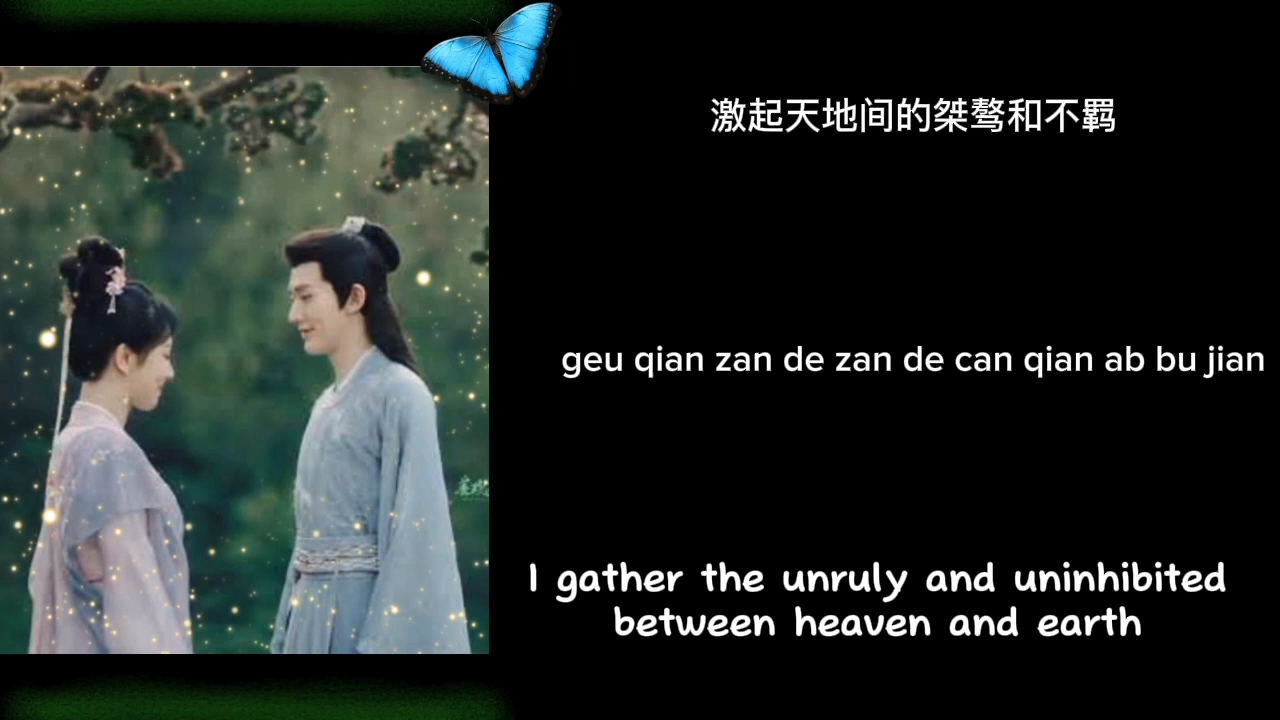 激起天地间的桀骜和不羁
geu qian zan de zan de can qian ab bu jian
I gather the unruly and uninhibited
between heaven and earth